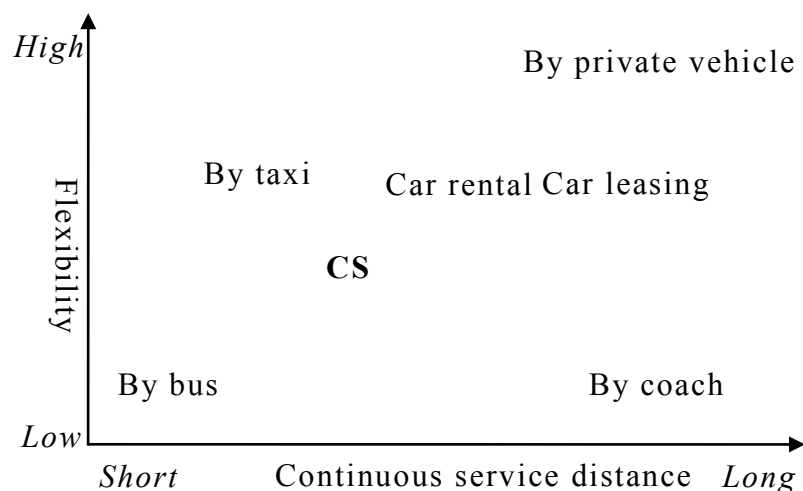 High
By private vehicle
By taxi
Car rental Car leasing
Flexibility
CS
By bus
By coach
Low
Short Continuous service distance Long